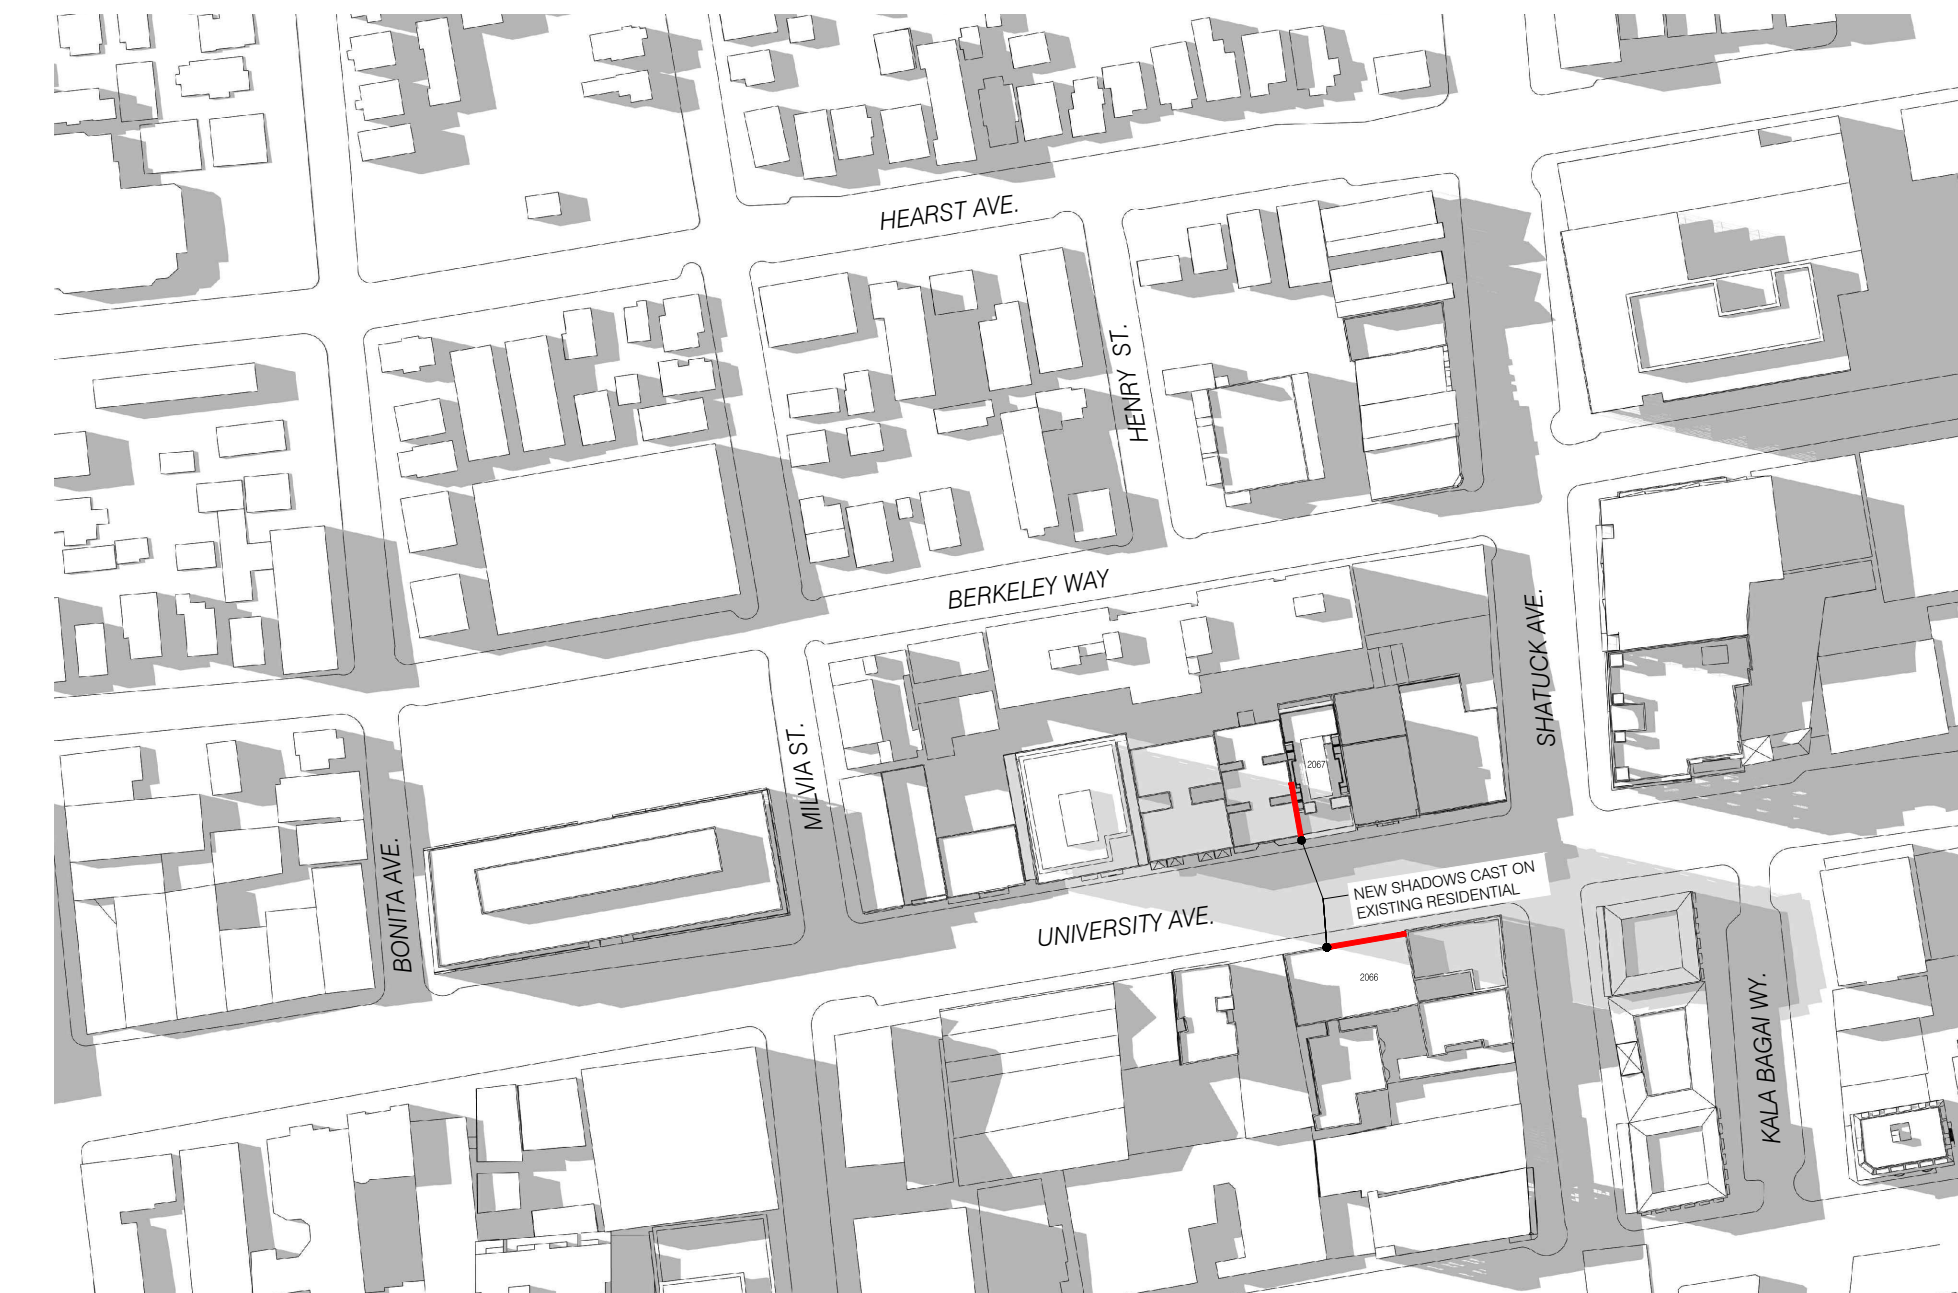 HEARST AVE.
HENRY ST.
BERKELEY WAY
SHATUCK AVE.
MILVIA ST.
2067
BONITA AVE.
NEW SHADOWS CAST ON
EXISTING RESIDENTIAL
UNIVERSITY AVE.
2066
KALA BAGAI WY.